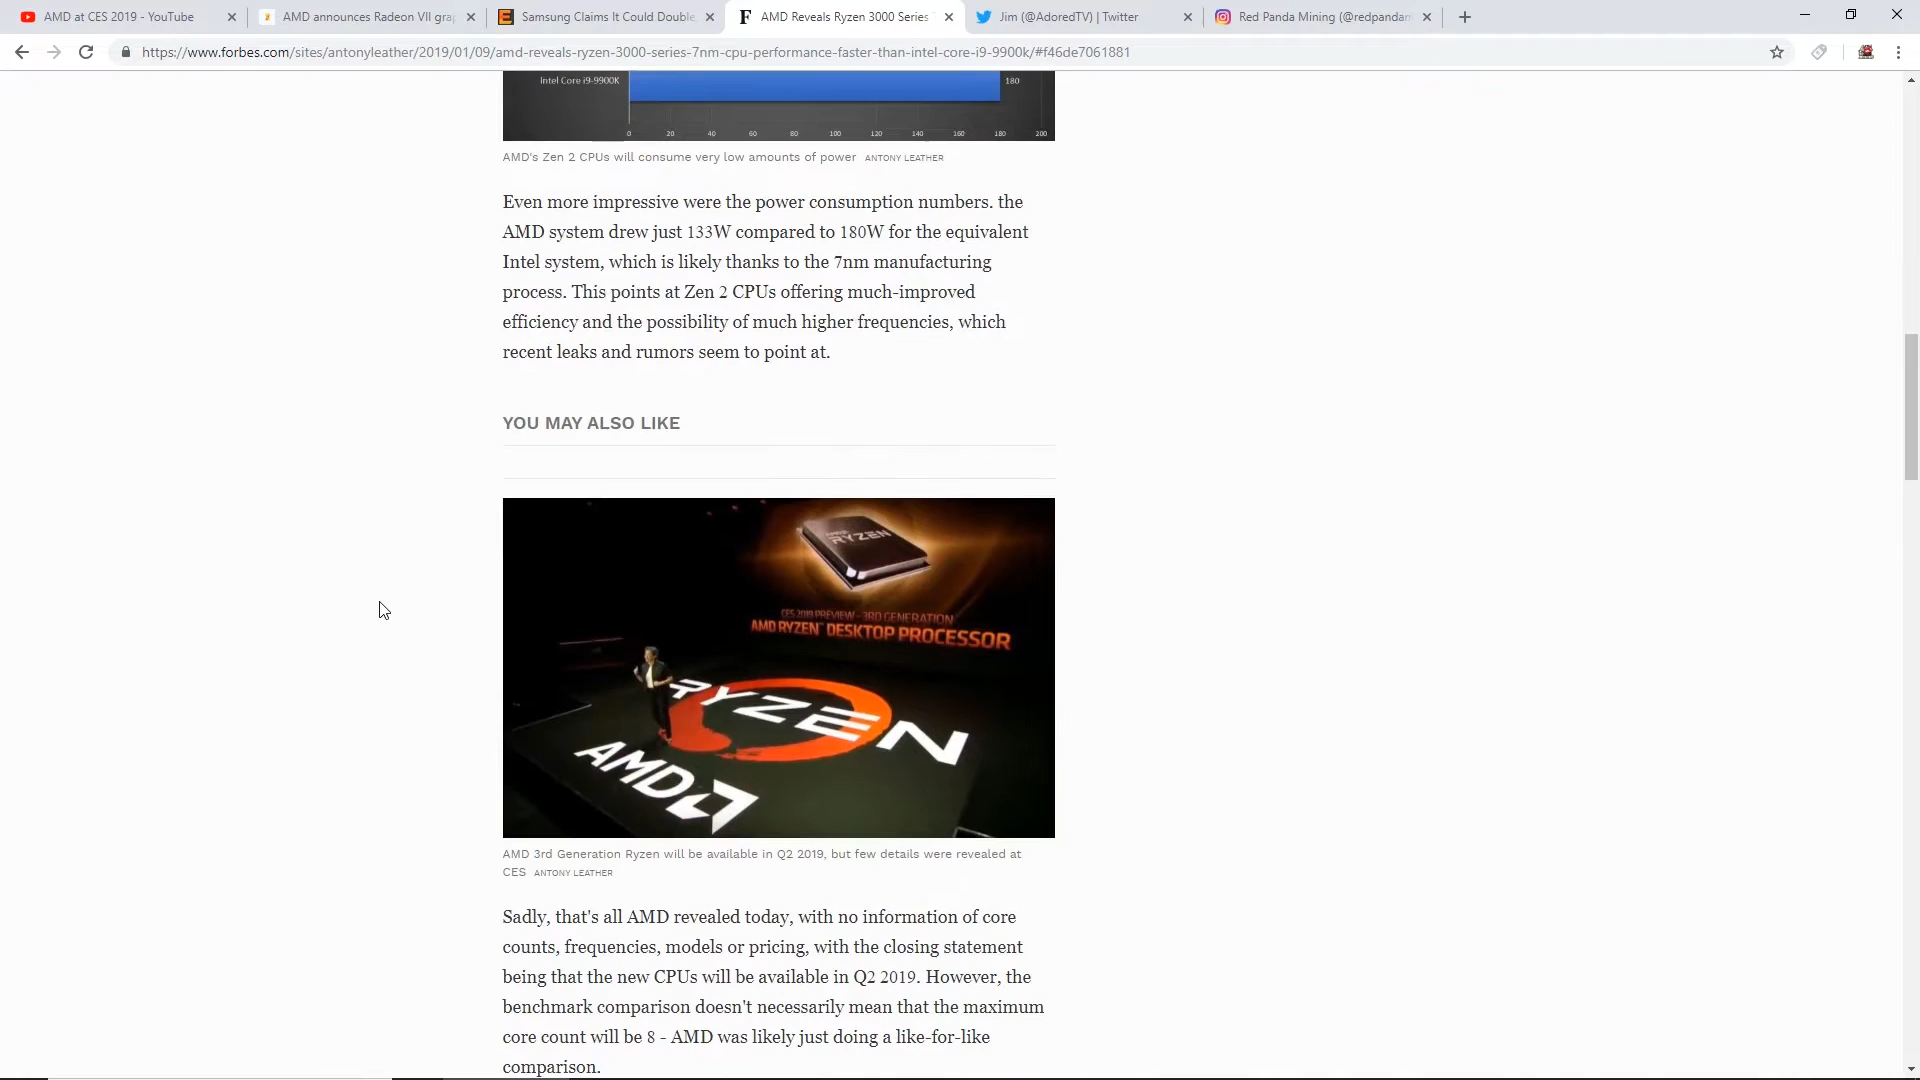 AMD at CES 2019 - YouTube
AMD announces Radeon VII gra
Samsung Claims It Could Double
AMD Reveals Ryzen 3000 Series
Jim (@AdoredTV) | Twitter
Red Panda Mining (@redpandam
https://www.forbes.com/sites/antonyleather/2019/01/09/amd-reveals-ryzen-3000-series-7nm-cpu-performance-faster-than-intel-core-i9-9900k/#f46de7061881
Intel Core i9-9900K
180
0 20 40 60 80 100 120 140 160 180 200
AMD's Zen 2 CPUs will consume very low amounts of power ANTONY LEATHER
Even more impressive were the power consumption numbers. the
AMD system drew just 133W compared to 180W for the equivalent
Intel system, which is likely thanks to the 7nm manufacturing
process. This points at Zen 2 CPUs offering much-improved
efficiency and the possibility of much higher frequencies, which
recent leaks and rumors seem to point at.
YOU MAY ALSO LIKE
AMD
RYZEN
CES 2019 PREVIEW - 3RD GENERATION
AMD RYZEN™ DESKTOP PROCESSOR
RYZEN
AMD
AMD 3rd Generation Ryzen will be available in Q2 2019, but few details were revealed at
CES ANTONY LEATHER
Sadly, that's all AMD revealed today, with no information of core
counts, frequencies, models or pricing, with the closing statement
being that the new CPUs will be available in Q2 2019. However, the
benchmark comparison doesn't necessarily mean that the maximum
core count will be 8 - AMD was likely just doing a like-for-like
comparison.